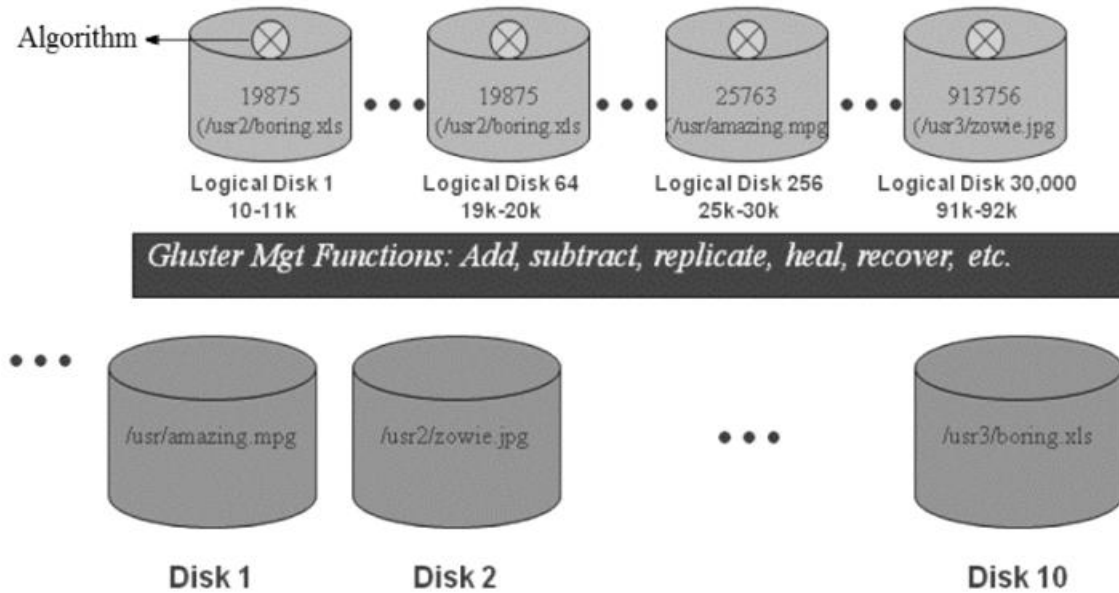 Algorithm
19875
(/usr2/boring.xls
19875
(/usr2/boring.xls
25763
(/usr/amazing.mpg
913756
(/usr3/zowie.jpg
Logical Disk 1
10-11k
Logical Disk 64
19k-20k
Logical Disk 256
25k-30k
Logical Disk 30,000
91k-92k
Gluster Mgt Functions: Add, subtract, replicate, heal, recover, etc.
/usr/amazing.mpg
/usr2/zowie.jpg
/usr3/boring.xls
Disk 1
Disk 2
Disk 10